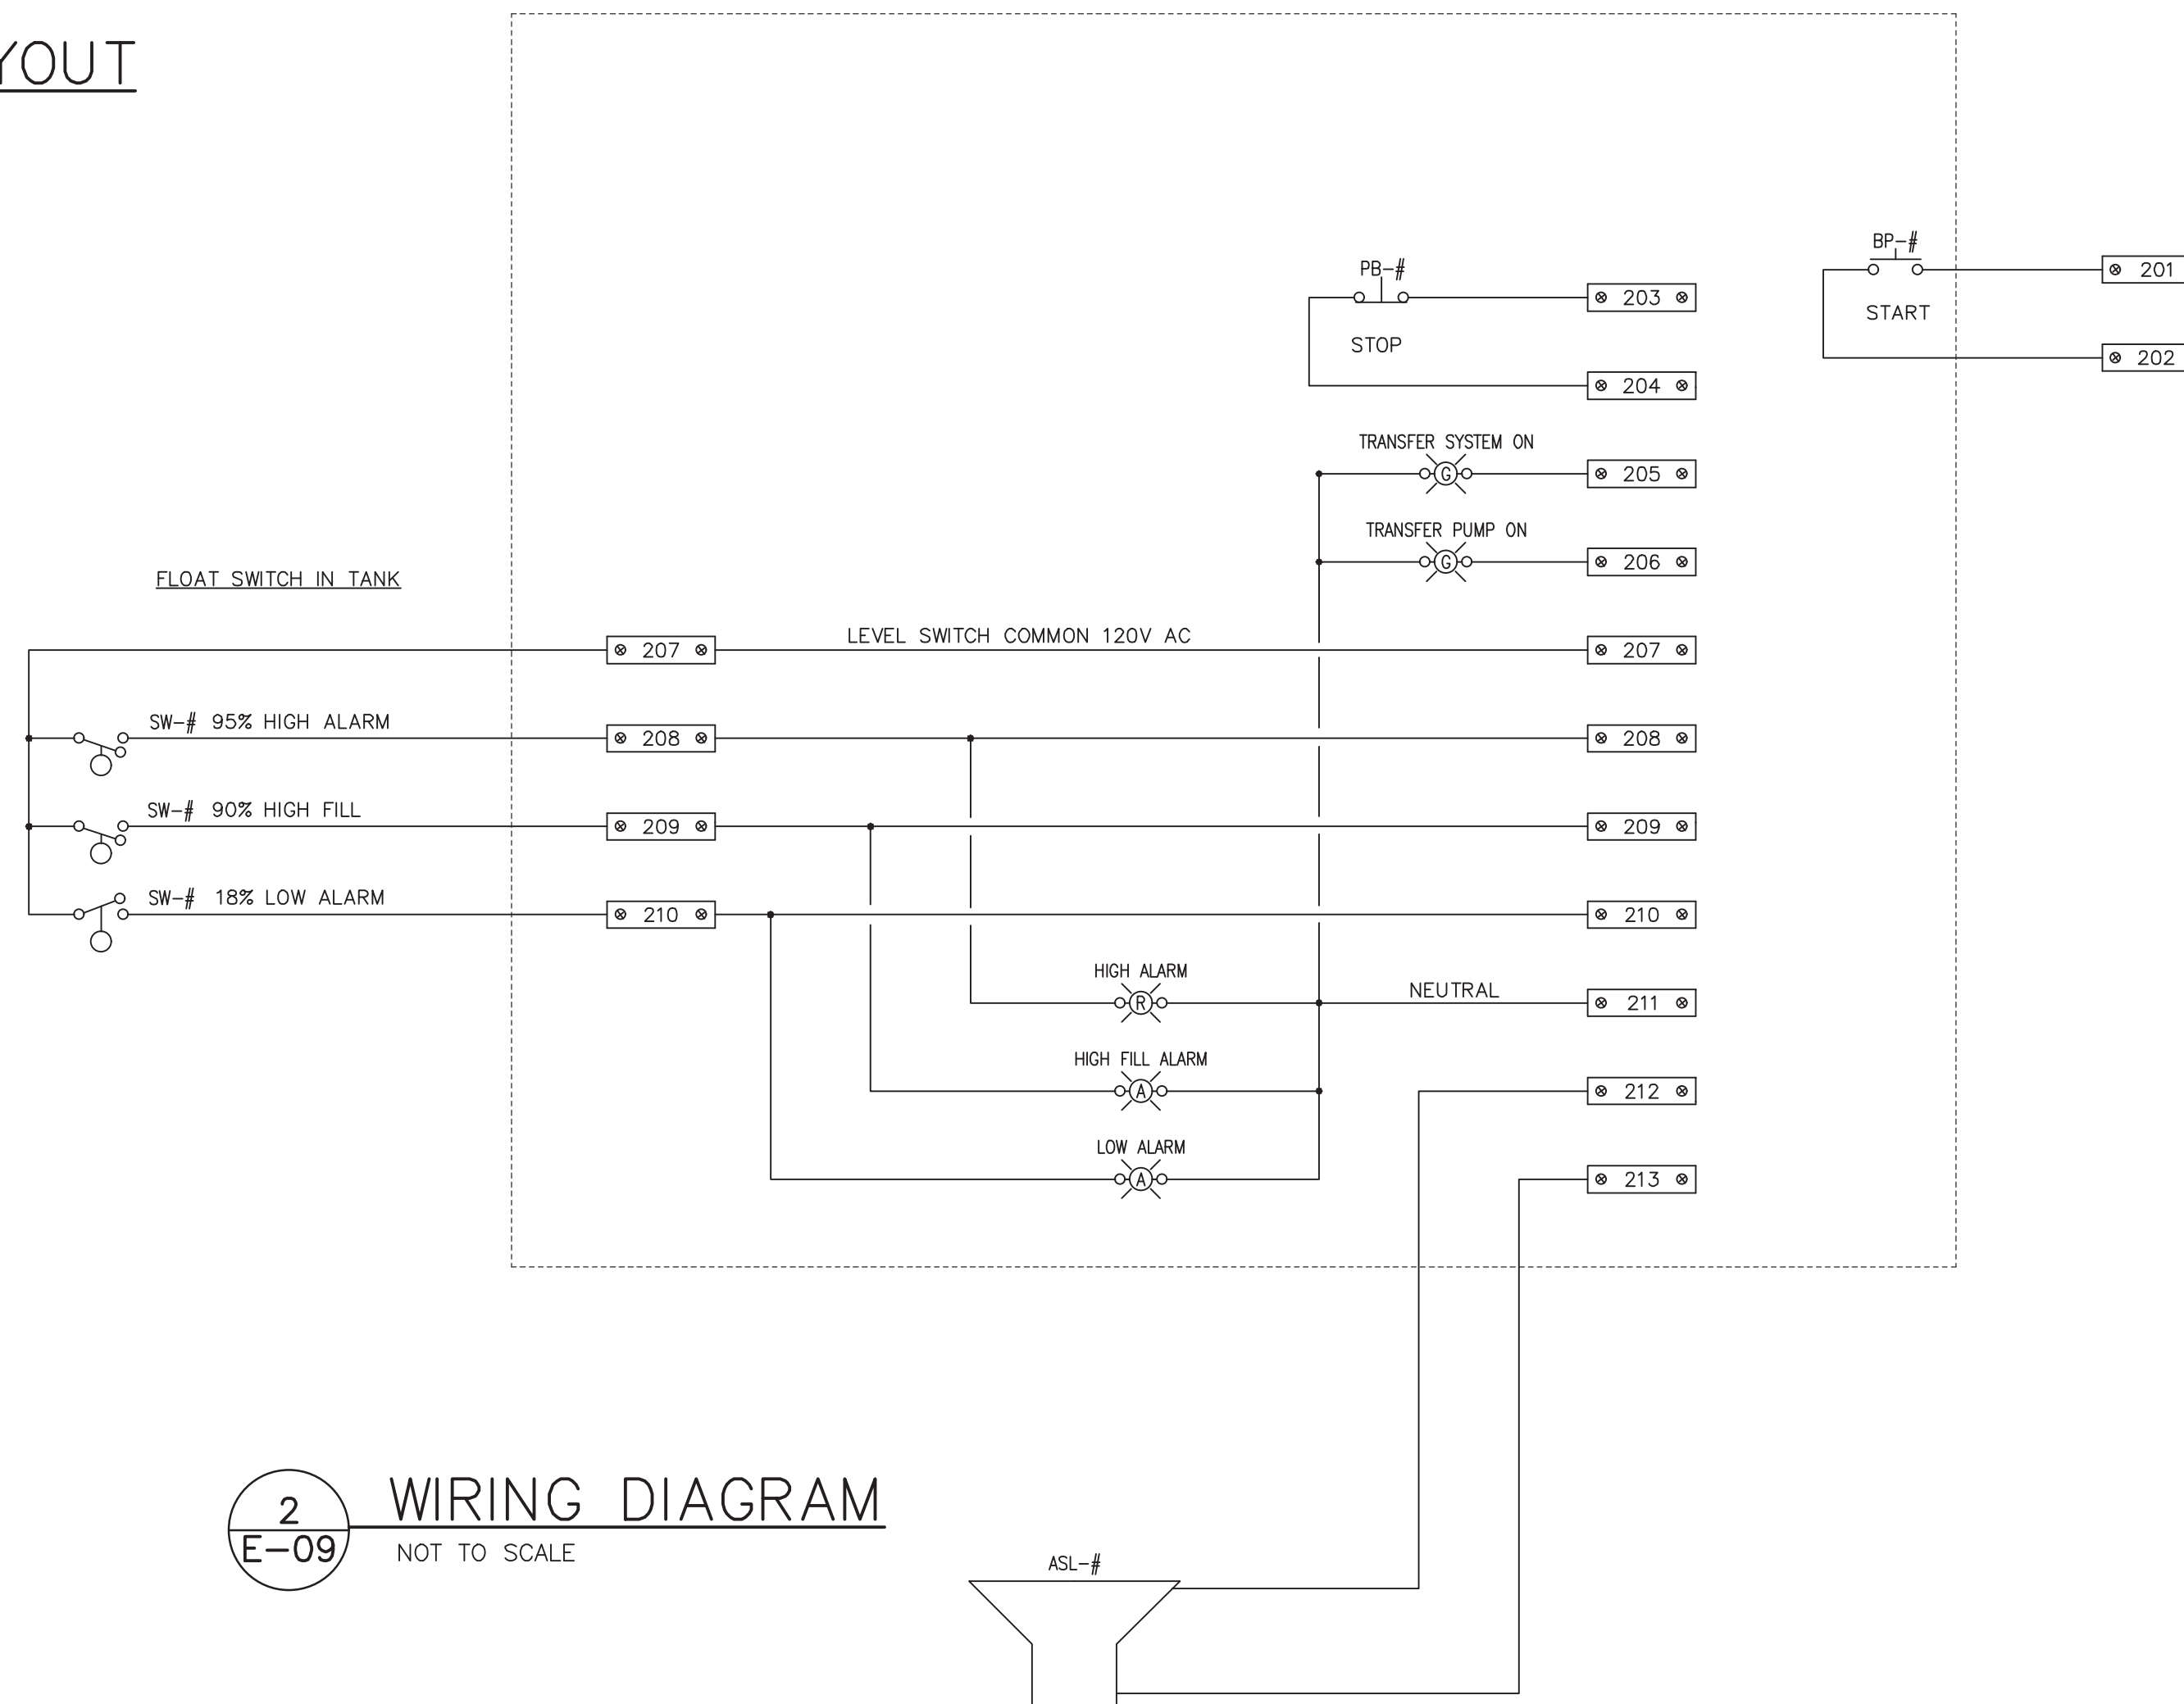 YOUT
BP-#
201
PB-#
203
START
STOP
202
204
TRANSFER SYSTEM ON
G 205
TRANSFER PUMP ON
G 206
FLOAT SWITCH IN TANK
207 LEVEL SWITCH COMMON 120V AC 207
SW-# 95% HIGH ALARM 208 208
SW-# 90% HIGH FILL 209 209
SW-# 18% LOW ALARM 210 210
HIGH ALARM
R NEUTRAL 211
HIGH FILL ALARM
A 212
LOW ALARM
A 213
2
E-09
WIRING DIAGRAM
NOT TO SCALE
ASL-#